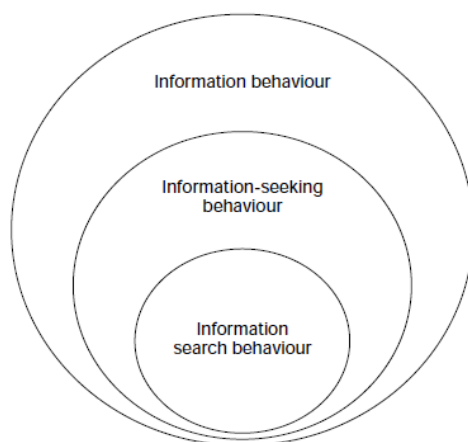 Information behaviour
Information-seeking
behaviour
Information
search behaviour